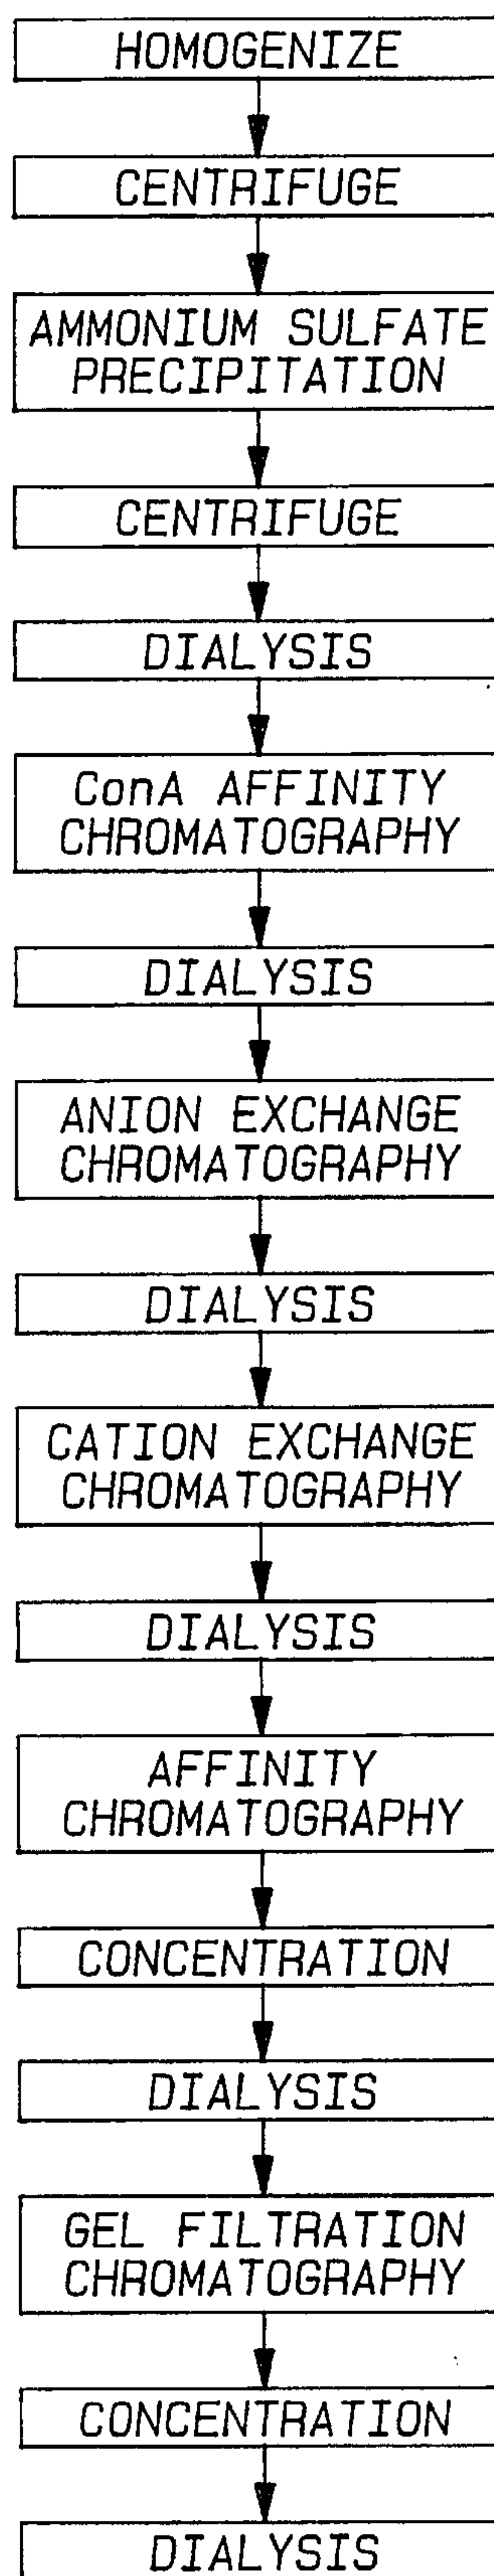 HOMOGENIZE
CENTRIFUGE
AMMONIUM SULFATE
PRECIPITATION
CENTRIFUGE
DIALYSIS
ConA AFFINITY
CHROMATOGRAPHY
DIALYSIS
ANION EXCHANGE
CHROMATOGRAPHY
DIALYSIS
CATION EXCHANGE
CHROMATOGRAPHY
DIALYSIS
AFFINITY
CHROMATOGRAPHY
CONCENTRATION
DIALYSIS
GEL FILTRATION
CHROMATOGRAPHY
CONCENTRATION
DIALYSIS